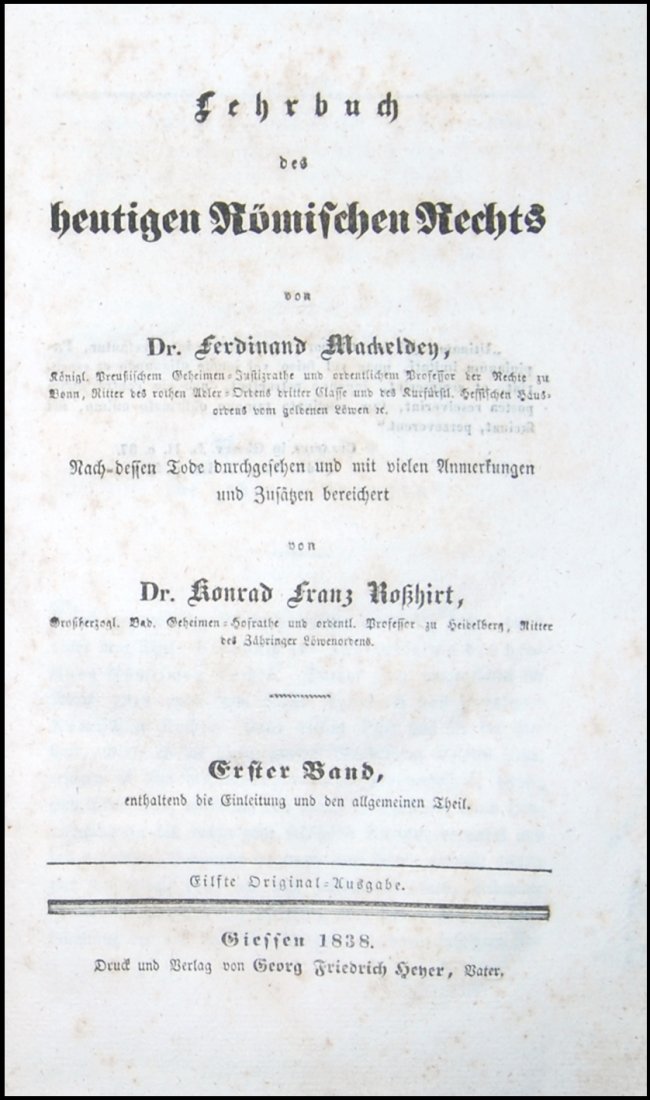 Lehrbuch
des
heutigen Römischen Rechts
von
Dr. Ferdinand Mackeldey,
Königl. Preußischem Geheimen-Justizrathe und ordentlichem Professor der Rechte zu
Bonn, Ritter des rothen Adler-Ordens dritter Classe und des Kurfürstl. Hessischen Haus-
ordens vom goldenen Löwen ꝛc.
Nach dessen Tode durchgesehen und mit vielen Anmerkungen
und Zusätzen bereichert
von
Dr. Konrad Franz Roßhirt,
Großherzogl. Bad. Geheimen-Hofrathe und ordentl. Professor zu Heidelberg, Ritter
des Zähringer Löwenordens.
Erster Band,
enthaltend die Einleitung und den allgemeinen Theil.
Eilfte Original-Ausgabe.
Giessen 1838.
Druck und Verlag von Georg Friedrich Heyer, Vater.